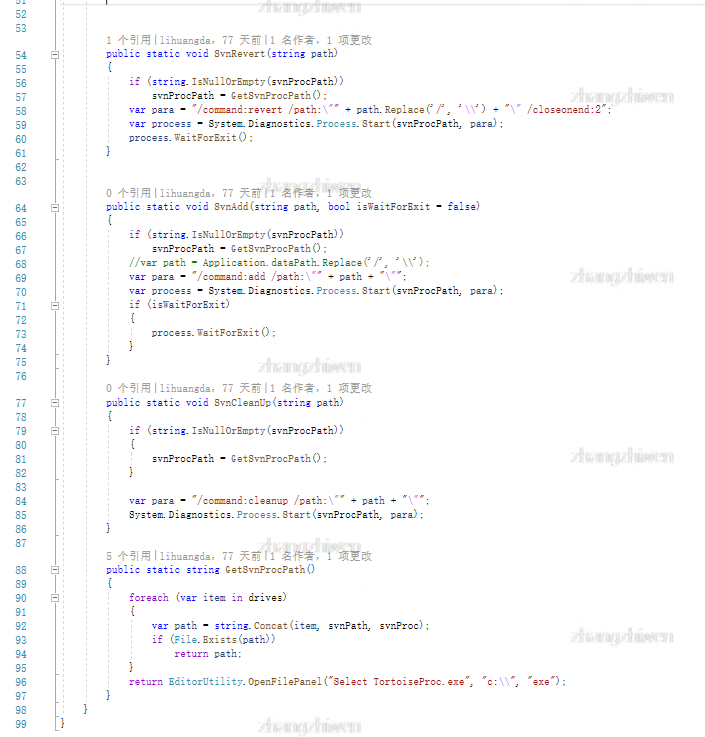 51
52
53
1 个引用|lihuangda, 77 天前|1 名作者, 1 项更改
54 public static void SvnRevert(string path)
55 {
56 if (string.IsNullOrEmpty(svnProcPath))
57 svnProcPath = GetSvnProcPath();
58 var para = "/command:revert /path:\"" + path.Replace('/', '\\') + "\" /closeonend:2";
59 var process = System.Diagnostics.Process.Start(svnProcPath, para);
60 process.WaitForExit();
61 }
62
63
0 个引用|lihuangda, 77 天前|1 名作者, 1 项更改
64 public static void SvnAdd(string path, bool isWaitForExit = false)
65 {
66 if (string.IsNullOrEmpty(svnProcPath))
67 svnProcPath = GetSvnProcPath();
68 //var path = Application.dataPath.Replace('/', '\\');
69 var para = "/command:add /path:\"" + path + "\"";
70 var process = System.Diagnostics.Process.Start(svnProcPath, para);
71 if (isWaitForExit)
72 {
73 process.WaitForExit();
74 }
75 }
76
0 个引用|lihuangda, 77 天前|1 名作者, 1 项更改
77 public static void SvnCleanUp(string path)
78 {
79 if (string.IsNullOrEmpty(svnProcPath))
80 {
81 svnProcPath = GetSvnProcPath();
82 }
83
84 var para = "/command:cleanup /path:\"" + path + "\"";
85 System.Diagnostics.Process.Start(svnProcPath, para);
86 }
87
5 个引用|lihuangda, 77 天前|1 名作者, 1 项更改
88 public static string GetSvnProcPath()
89 {
90 foreach (var item in drives)
91 {
92 var path = string.Concat(item, svnPath, svnProc);
93 if (File.Exists(path))
94 return path;
95 }
96 return EditorUtility.OpenFilePanel("Select TortoiseProc.exe", "c:\\", "exe");
97 }
98 }
99 }
zhangzhiwen
zhangzhiwen
zhangzhiwen
zhangzhiwen
zhangzhiwen
zhangzhiwen
zhangzhiwen
zhangzhiwen
zhangzhiwen